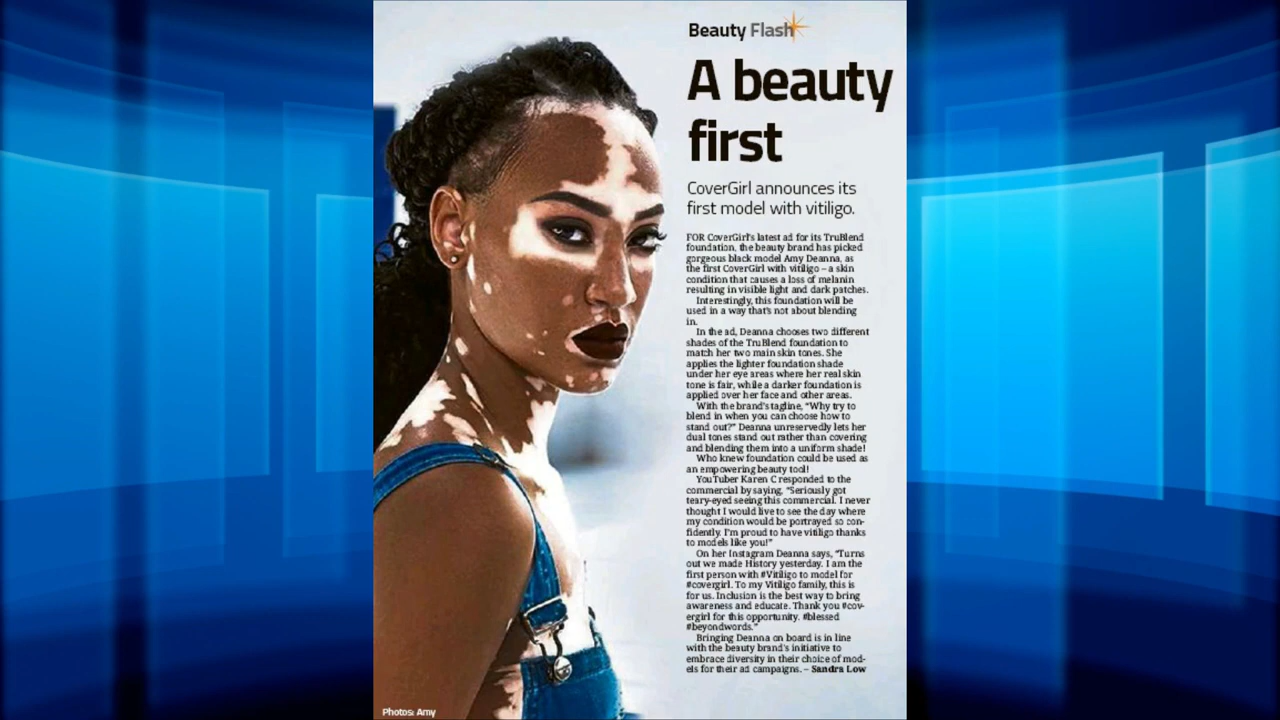 Beauty Flash
A beauty
first
CoverGirl announces its
first model with vitiligo.
FOR CoverGirl's latest ad for its TruBlend
foundation, the beauty brand has picked
gorgeous black model Amy Deanna, as
the first CoverGirl with vitiligo – a skin
condition that causes a loss of melanin
resulting in visible light and dark patches.
Interestingly, this foundation will be
used in a way that's not about blending
in.
In the ad, Deanna chooses two different
shades of the TruBlend foundation to
match her two main skin tones. She
applies the lighter foundation shade
under her eye areas where her real skin
tone is fair, while a darker foundation is
applied over her face and other areas.
With the brand's tagline, "Why try to
blend in when you can choose how to
stand out?" Deanna unreservedly lets her
dual tones stand out rather than covering
and blending them into a uniform shade!
Who knew foundation could be used as
an empowering beauty tool!
YouTuber Karen C responded to the
commercial by saying, "Seriously got
teary-eyed seeing this commercial. I never
thought I would live to see the day where
my condition would be portrayed so con-
fidently. I'm proud to have vitiligo thanks
to models like you!"
On her Instagram Deanna says, "Turns
out we made History yesterday. I am the
first person with #Vitiligo to model for
#covergirl. To my Vitiligo family, this is
for us. Inclusion is the best way to bring
awareness and educate. Thank you #cov-
ergirl for this opportunity. #blessed
#beyondwords."
Bringing Deanna on board is in line
with the beauty brand's initiative to
embrace diversity in their choice of mod-
els for their ad campaigns. – Sandra Low
Photos: Amy